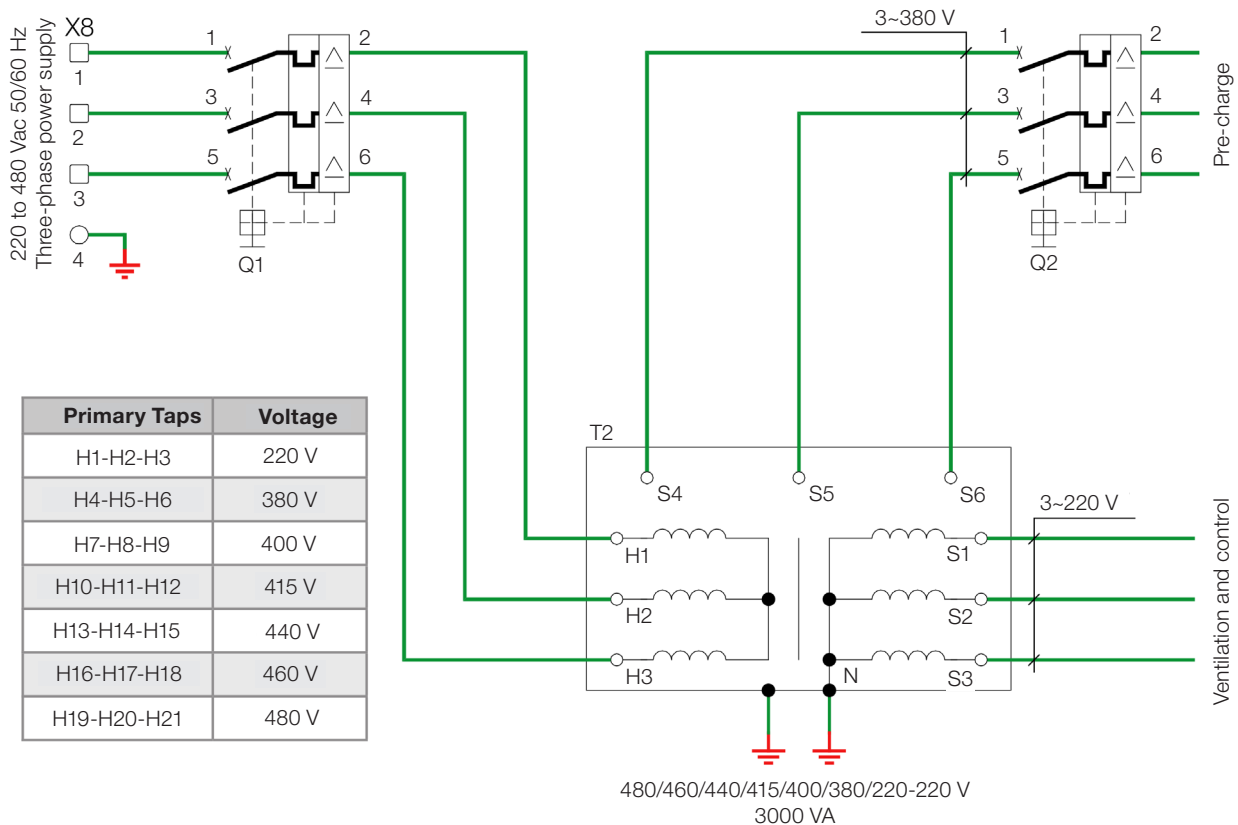 220 to 480 Vac 50/60 Hz
Three-phase power supply
X8
1
2
3
4
1
2
3
4
5
6
Q1
3~380 V
1
2
3
4
5
6
Q2
Pre-charge
Primary Taps Voltage
H1-H2-H3 220 V
H4-H5-H6 380 V
H7-H8-H9 400 V
H10-H11-H12 415 V
H13-H14-H15 440 V
H16-H17-H18 460 V
H19-H20-H21 480 V
T2
S4
S5
S6
3~220 V
H1
S1
H2
S2
H3
N
S3
Ventilation and control
480/460/440/415/400/380/220-220 V
3000 VA